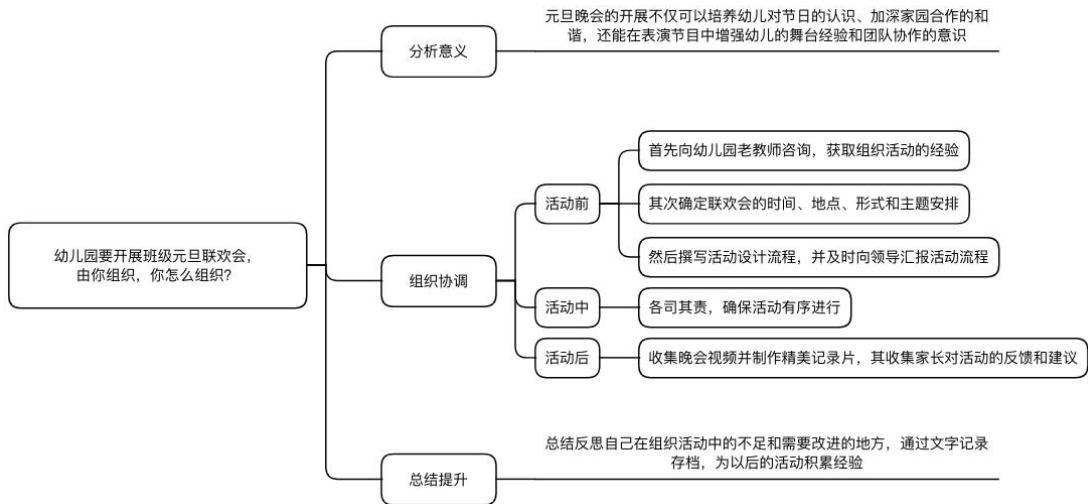 元旦晚会的开展不仅可以培养幼儿对节日的认识、加深家园合作的和
谐，还能在表演节目中增强幼儿的舞台经验和团队协作的意识
分析意义
首先向幼儿园老教师咨询，获取组织活动的经验
活动前
其次确定联欢会的时间、地点、形式和主题安排
然后撰写活动设计流程，并及时向领导汇报活动流程
幼儿园要开展班级元旦联欢会，
由你组织，你怎么组织？
组织协调
活动中
各司其责，确保活动有序进行
活动后
收集晚会视频并制作精美记录片，其收集家长对活动的反馈和建议
总结反思自己在组织活动中的不足和需要改进的地方，通过文字记录
存档，为以后的活动积累经验
总结提升